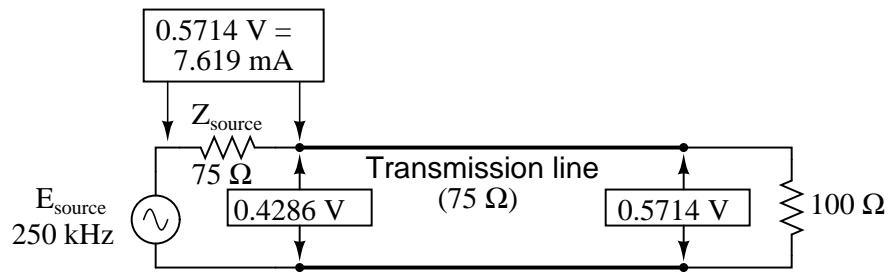 0.5714 V =
7.619 mA
Zsource
75 Ω
Transmission line
(75 Ω)
Esource
250 kHz
0.4286 V
0.5714 V
100 Ω